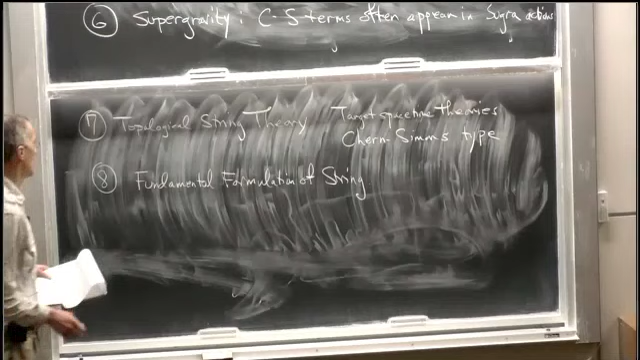 ⑥ Supergravity : C-S terms often appear in Sugra actions
⑦ Topological String Theory Target spacetime theories
Chern-Simons type
⑧ Fundamental Formulation of String